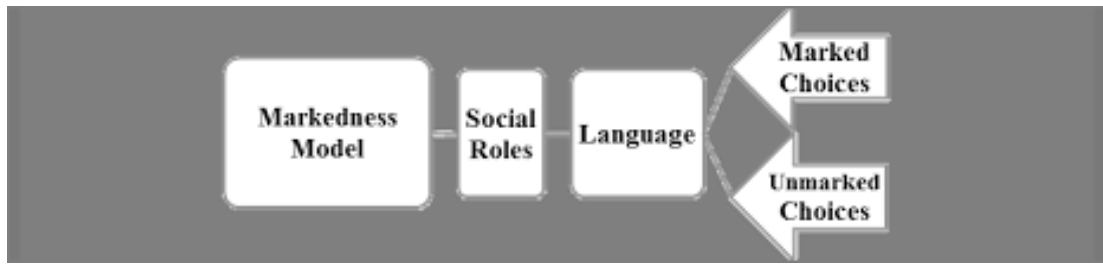 Markedness
Model
Social
Roles
Language
Marked
Choices
Unmarked
Choices